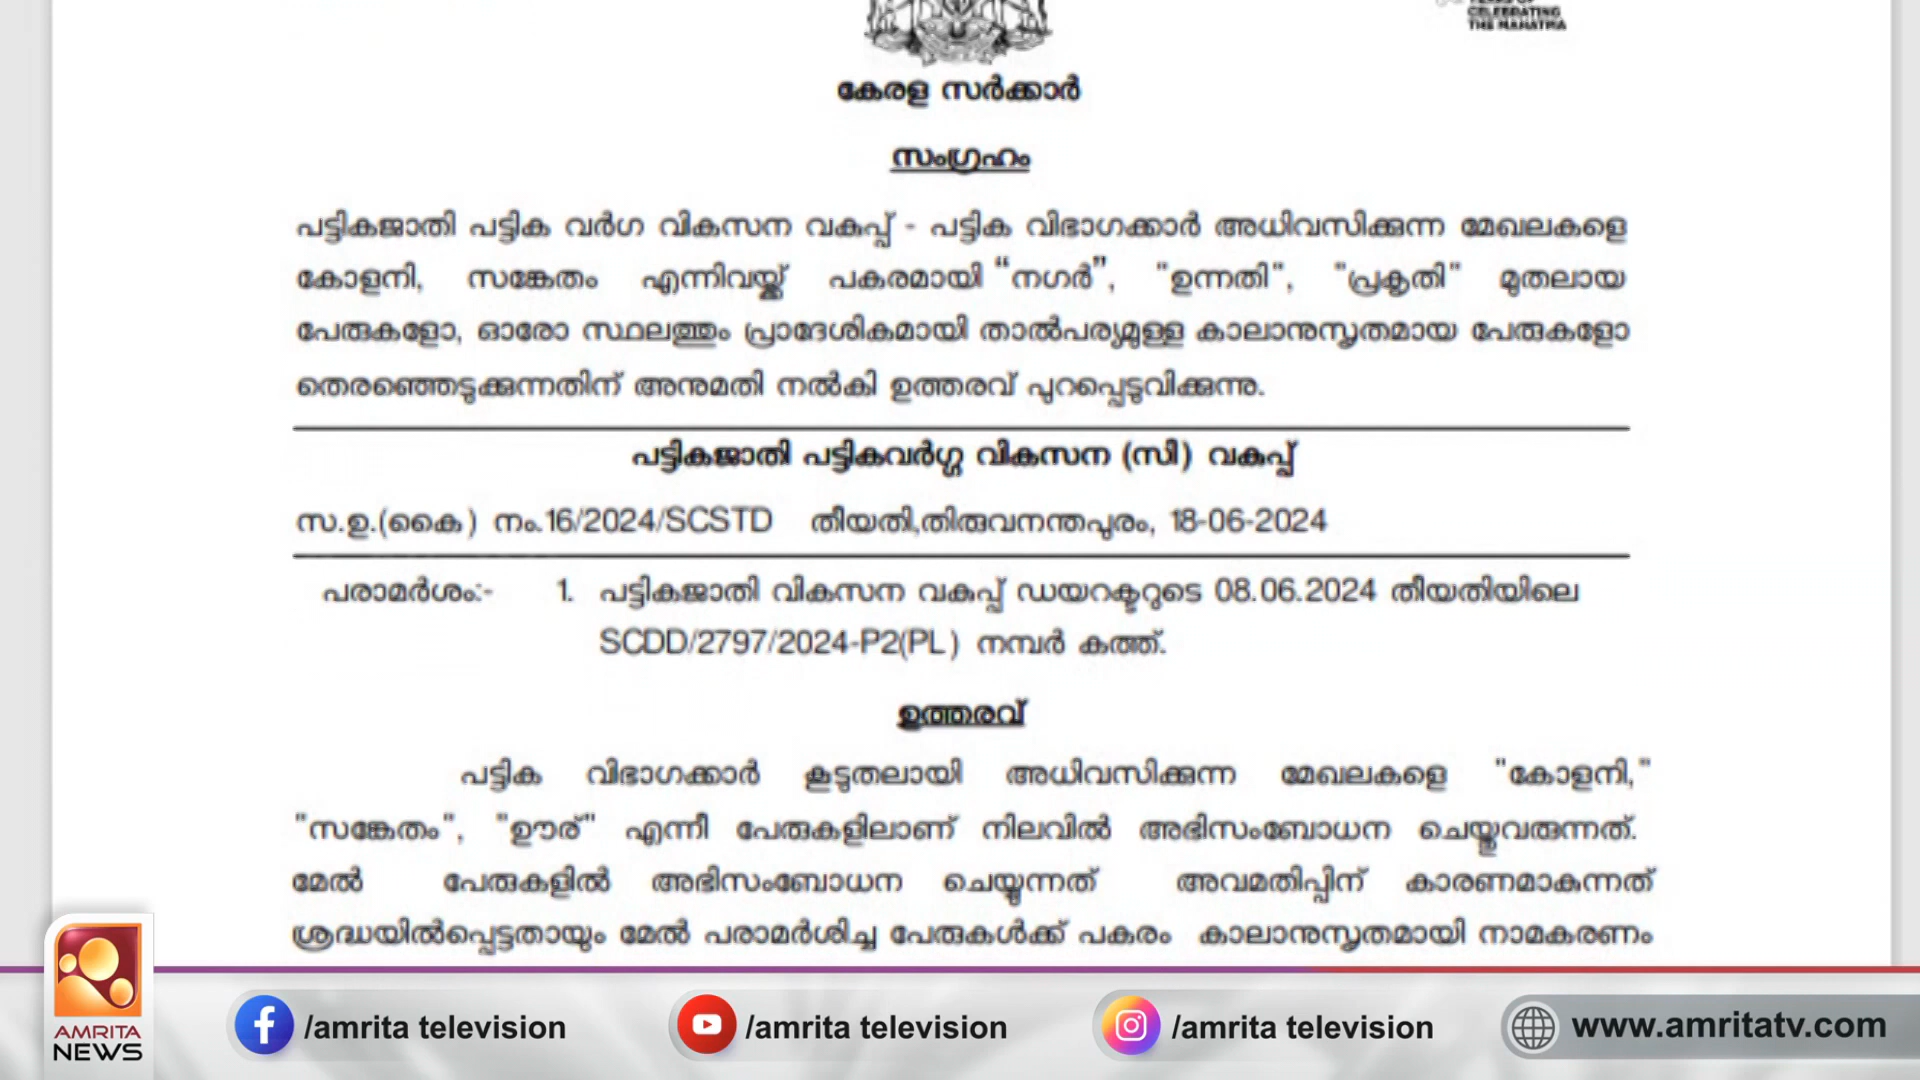 CELEBRATING
THE MAHATMA
കേരള സർക്കാർ
സംഗ്രഹം
പട്ടികജാതി പട്ടിക വർഗ വികസന വകുപ്പ് - പട്ടിക വിഭാഗക്കാർ അധിവസിക്കുന്ന മേഖലകളെ
കോളനി, സങ്കേതം എന്നിവയ്ക്ക് പകരമായി “നഗർ”, "ഉന്നതി", "പ്രകൃതി" മുതലായ
പേരുകളോ, ഓരോ സ്ഥലത്തും പ്രാദേശികമായി താൽപര്യമുള്ള കാലാനുസൃതമായ പേരുകളോ
തെരഞ്ഞെടുക്കുന്നതിന് അനുമതി നൽകി ഉത്തരവ് പുറപ്പെടുവിക്കുന്നു.
പട്ടികജാതി പട്ടികവർഗ്ഗ വികസന (സി) വകുപ്പ്
സ.ഉ.(കൈ) നം.16/2024/SCSTD തീയതി,തിരുവനന്തപുരം, 18-06-2024
പരാമർശം:- 1. പട്ടികജാതി വികസന വകുപ്പ് ഡയറക്ടറുടെ 08.06.2024 തീയതിയിലെ
SCDD/2797/2024-P2(PL) നമ്പർ കത്ത്.
ഉത്തരവ്
പട്ടിക വിഭാഗക്കാർ കൂടുതലായി അധിവസിക്കുന്ന മേഖലകളെ "കോളനി,"
"സങ്കേതം", "ഊര്" എന്നീ പേരുകളിലാണ് നിലവിൽ അഭിസംബോധന ചെയ്തുവരുന്നത്.
മേൽ പേരുകളിൽ അഭിസംബോധന ചെയ്യുന്നത് അവമതിപ്പിന് കാരണമാകുന്നത്
ശ്രദ്ധയിൽപ്പെട്ടതായും മേൽ പരാമർശിച്ച പേരുകൾക്ക് പകരം കാലാനുസൃതമായി നാമകരണം
AMRITA
NEWS
/amrita television
/amrita television
/amrita television
www.amritatv.com